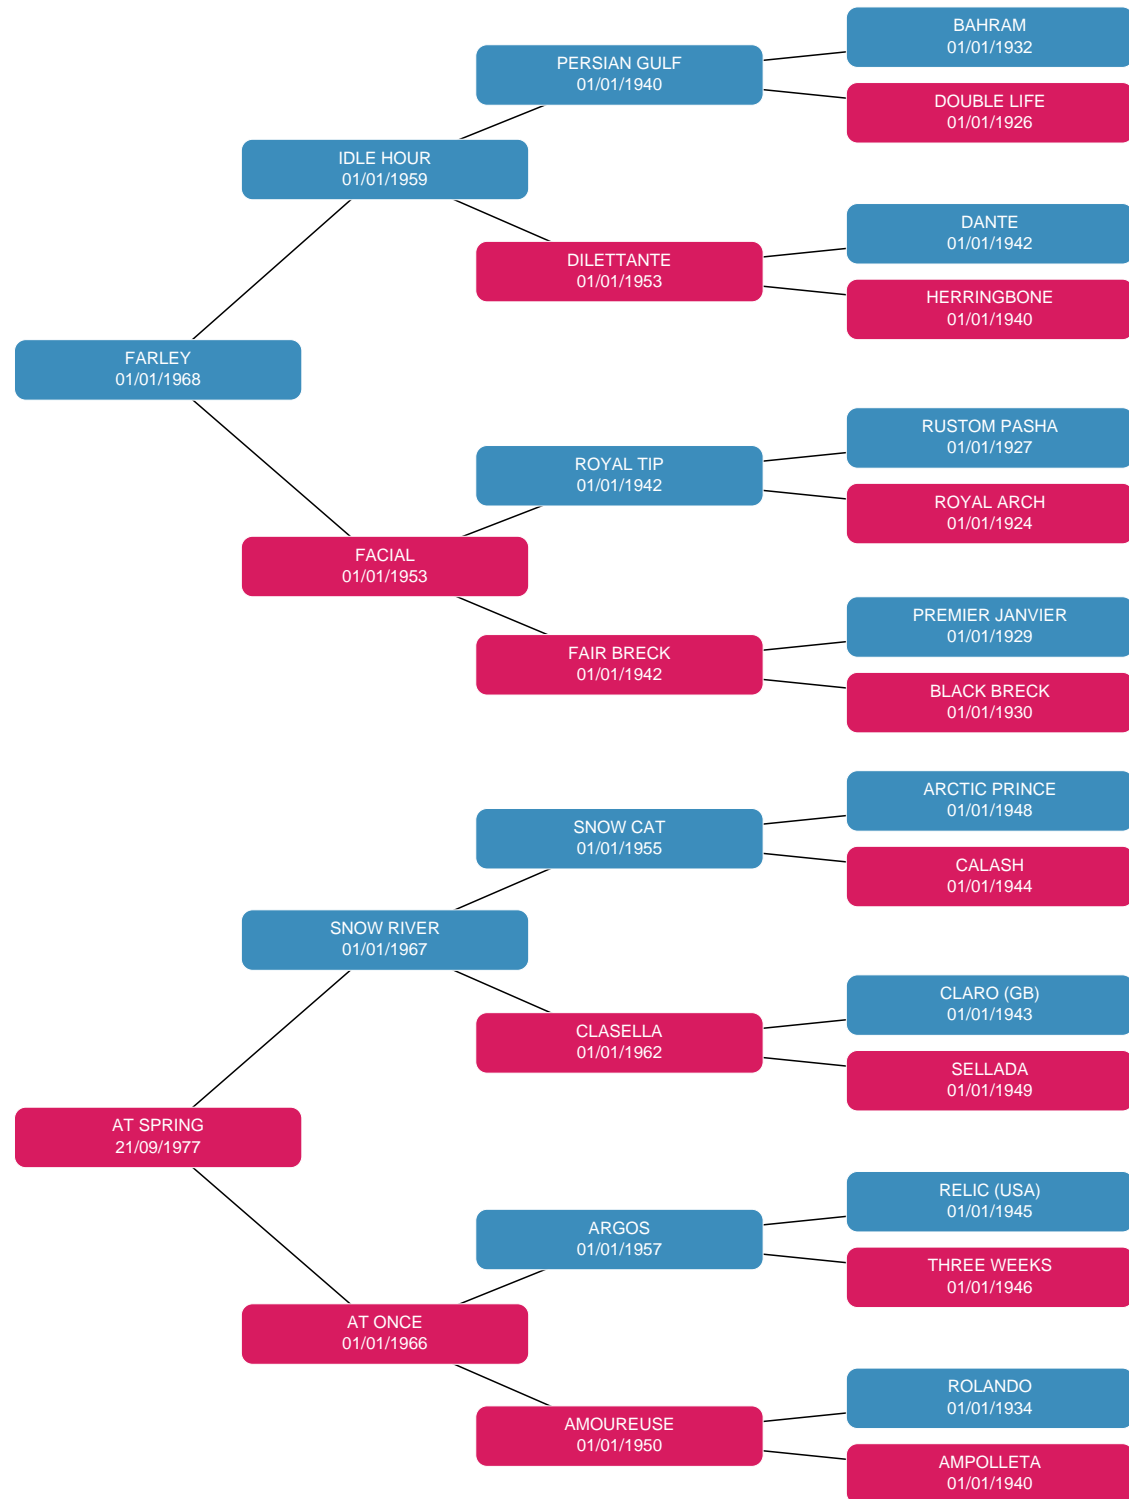 BAHRAM
01/01/1932
PERSIAN GULF
01/01/1940
DOUBLE LIFE
01/01/1926
IDLE HOUR
01/01/1959
DANTE
01/01/1942
DILETTANTE
01/01/1953
HERRINGBONE
01/01/1940
FARLEY
01/01/1968
RUSTOM PASHA
01/01/1927
ROYAL TIP
01/01/1942
ROYAL ARCH
01/01/1924
FACIAL
01/01/1953
PREMIER JANVIER
01/01/1929
FAIR BRECK
01/01/1942
BLACK BRECK
01/01/1930
ARCTIC PRINCE
01/01/1948
SNOW CAT
01/01/1955
CALASH
01/01/1944
SNOW RIVER
01/01/1967
CLARO (GB)
01/01/1943
CLASELLA
01/01/1962
SELLADA
01/01/1949
AT SPRING
21/09/1977
RELIC (USA)
01/01/1945
ARGOS
01/01/1957
THREE WEEKS
01/01/1946
AT ONCE
01/01/1966
ROLANDO
01/01/1934
AMOUREUSE
01/01/1950
AMPOLLETA
01/01/1940